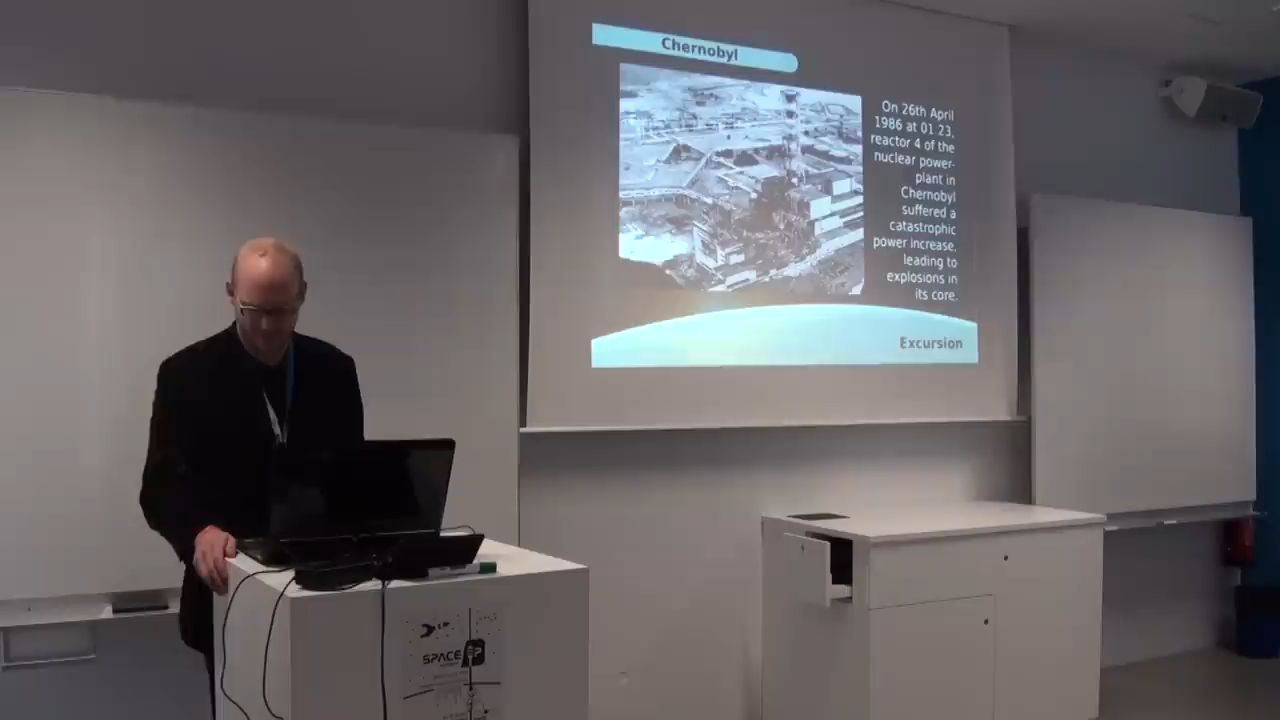 Chernobyl
On 26th April
1986 at 01 23,
reactor 4 of the
nuclear power-
plant in
Chernobyl
suffered a
catastrophic
power increase,
leading to
explosions in
its core.
Excursion
SPACE UP